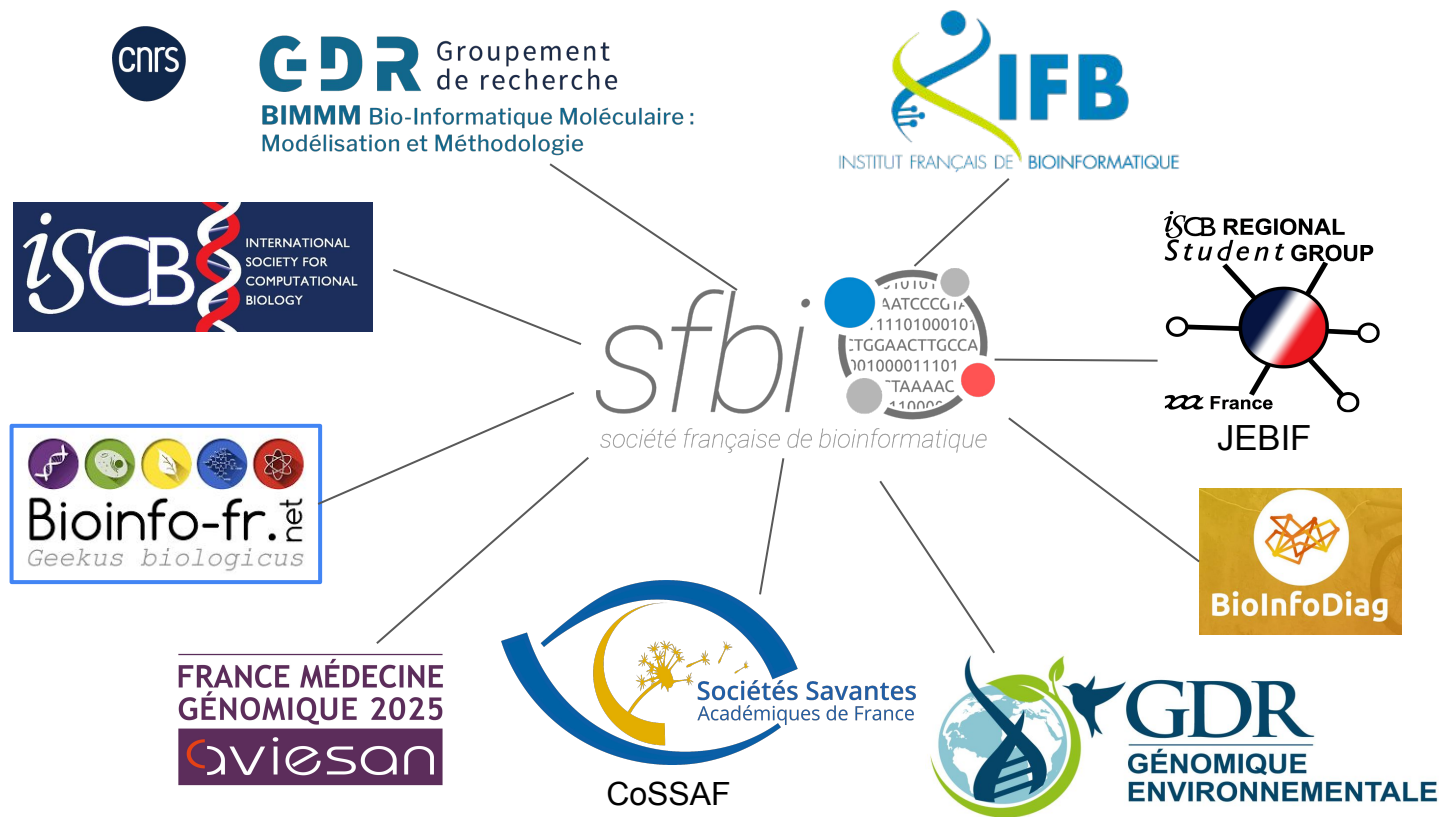 cnrs
GDR Groupement
de recherche
BIMMM Bio-Informatique Moléculaire :
Modélisation et Méthodologie
IFB
INSTITUT FRANÇAIS DE BIOINFORMATIQUE
iSCB
INTERNATIONAL
SOCIETY FOR
COMPUTATIONAL
BIOLOGY
iSCB REGIONAL
Student GROUP
France
JEBIF
sfbi
société française de bioinformatique
AATCCCGTA
11101000101
CTGGAACTTGCCA
001000011101
CTAAAAC
Bioinfo-fr.net
Geekus biologicus
BioInfoDiag
FRANCE MÉDECINE
GÉNOMIQUE 2025
aviesan
Sociétés Savantes
Académiques de France
CoSSAF
GDR
GÉNOMIQUE
ENVIRONNEMENTALE